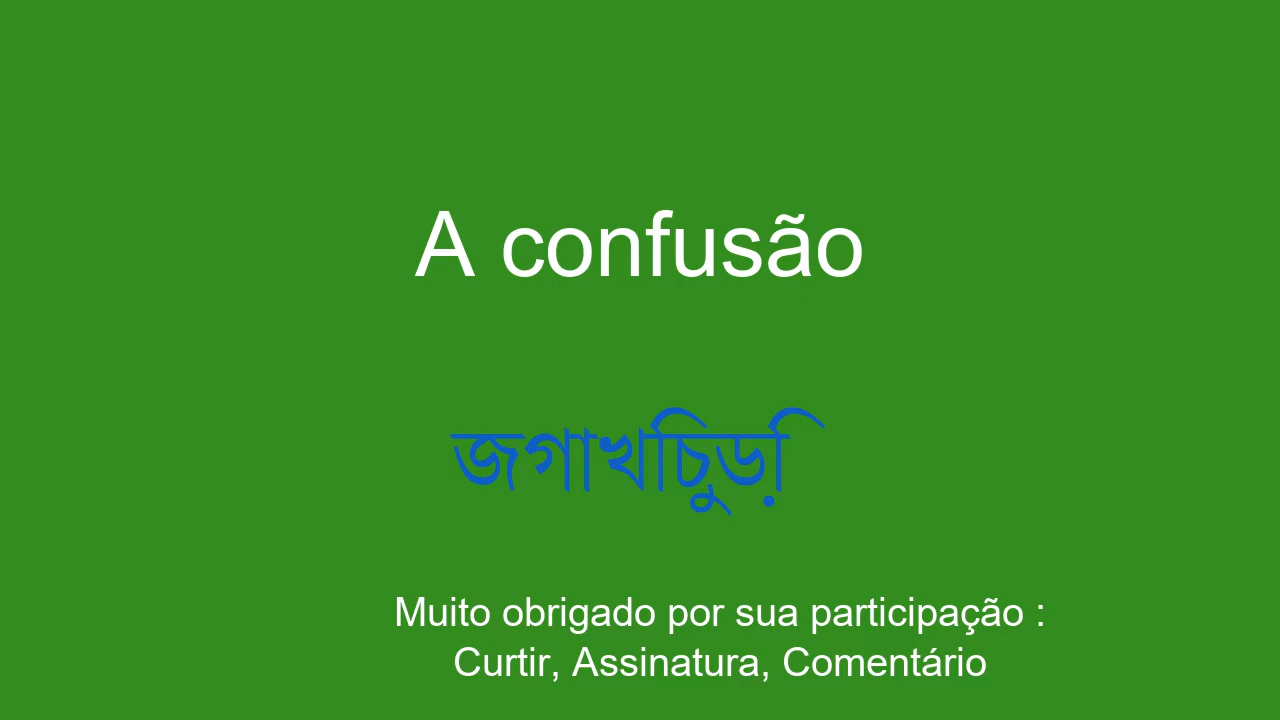 A confusão
জগাখিচুড়ি
Muito obrigado por sua participação :
Curtir, Assinatura, Comentário